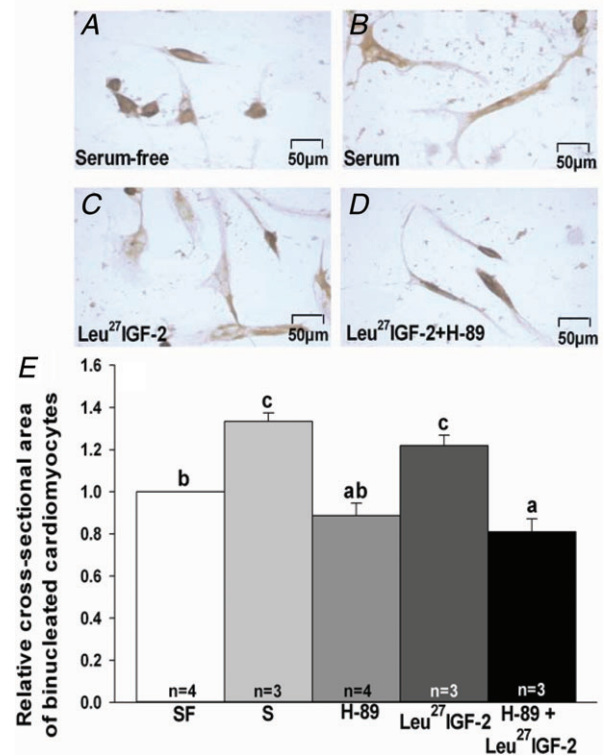 A
B
Serum-free
50µm
Serum
50µm
C
D
Leu²⁷IGF-2
50µm
Leu²⁷IGF-2+H-89
50µm
E
Relative cross-sectional area
of binucleated cardiomyocytes
1.6
1.4
1.2
1.0
0.8
0.6
0.4
0.2
0.0
b
c
ab
c
a
n=4
n=3
n=4
n=3
n=3
SF
S
H-89
Leu²⁷IGF-2
H-89 +
Leu²⁷IGF-2